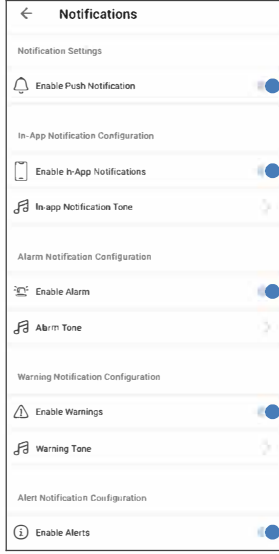 Notifications
Notification Settings
Enable Push Notification
In-App Notification Configuration
Enable In-App Notifications
In-app Notification Tone
Alarm Notification Configuration
Enable Alarm
Alarm Tone
Warning Notification Configuration
Enable Warnings
Warning Tone
Alert Notification Configuration
Enable Alerts